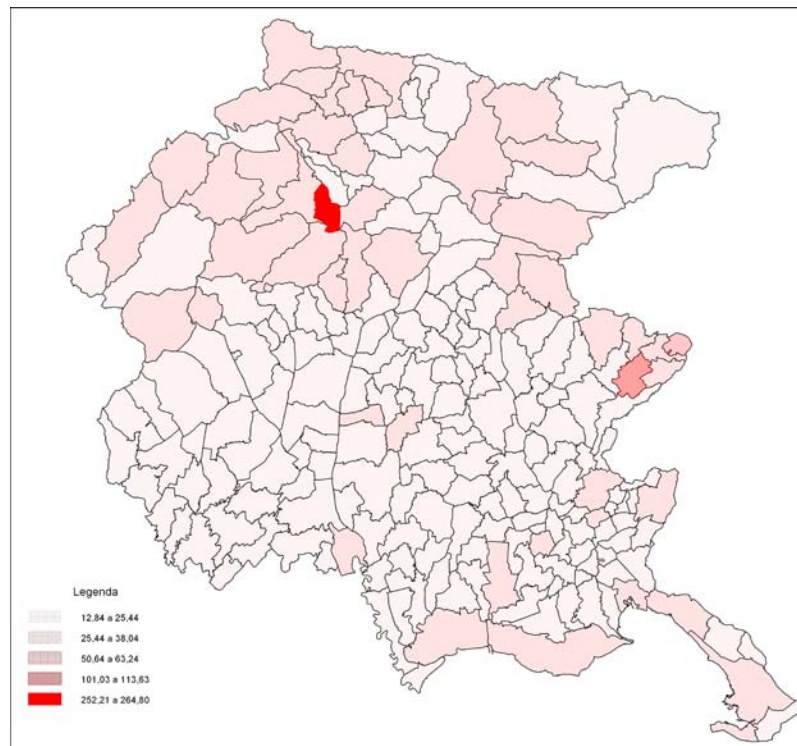 Legenda
12,84 a 25,44
25,44 a 38,04
50,64 a 63,24
101,03 a 113,63
252,21 a 264,80